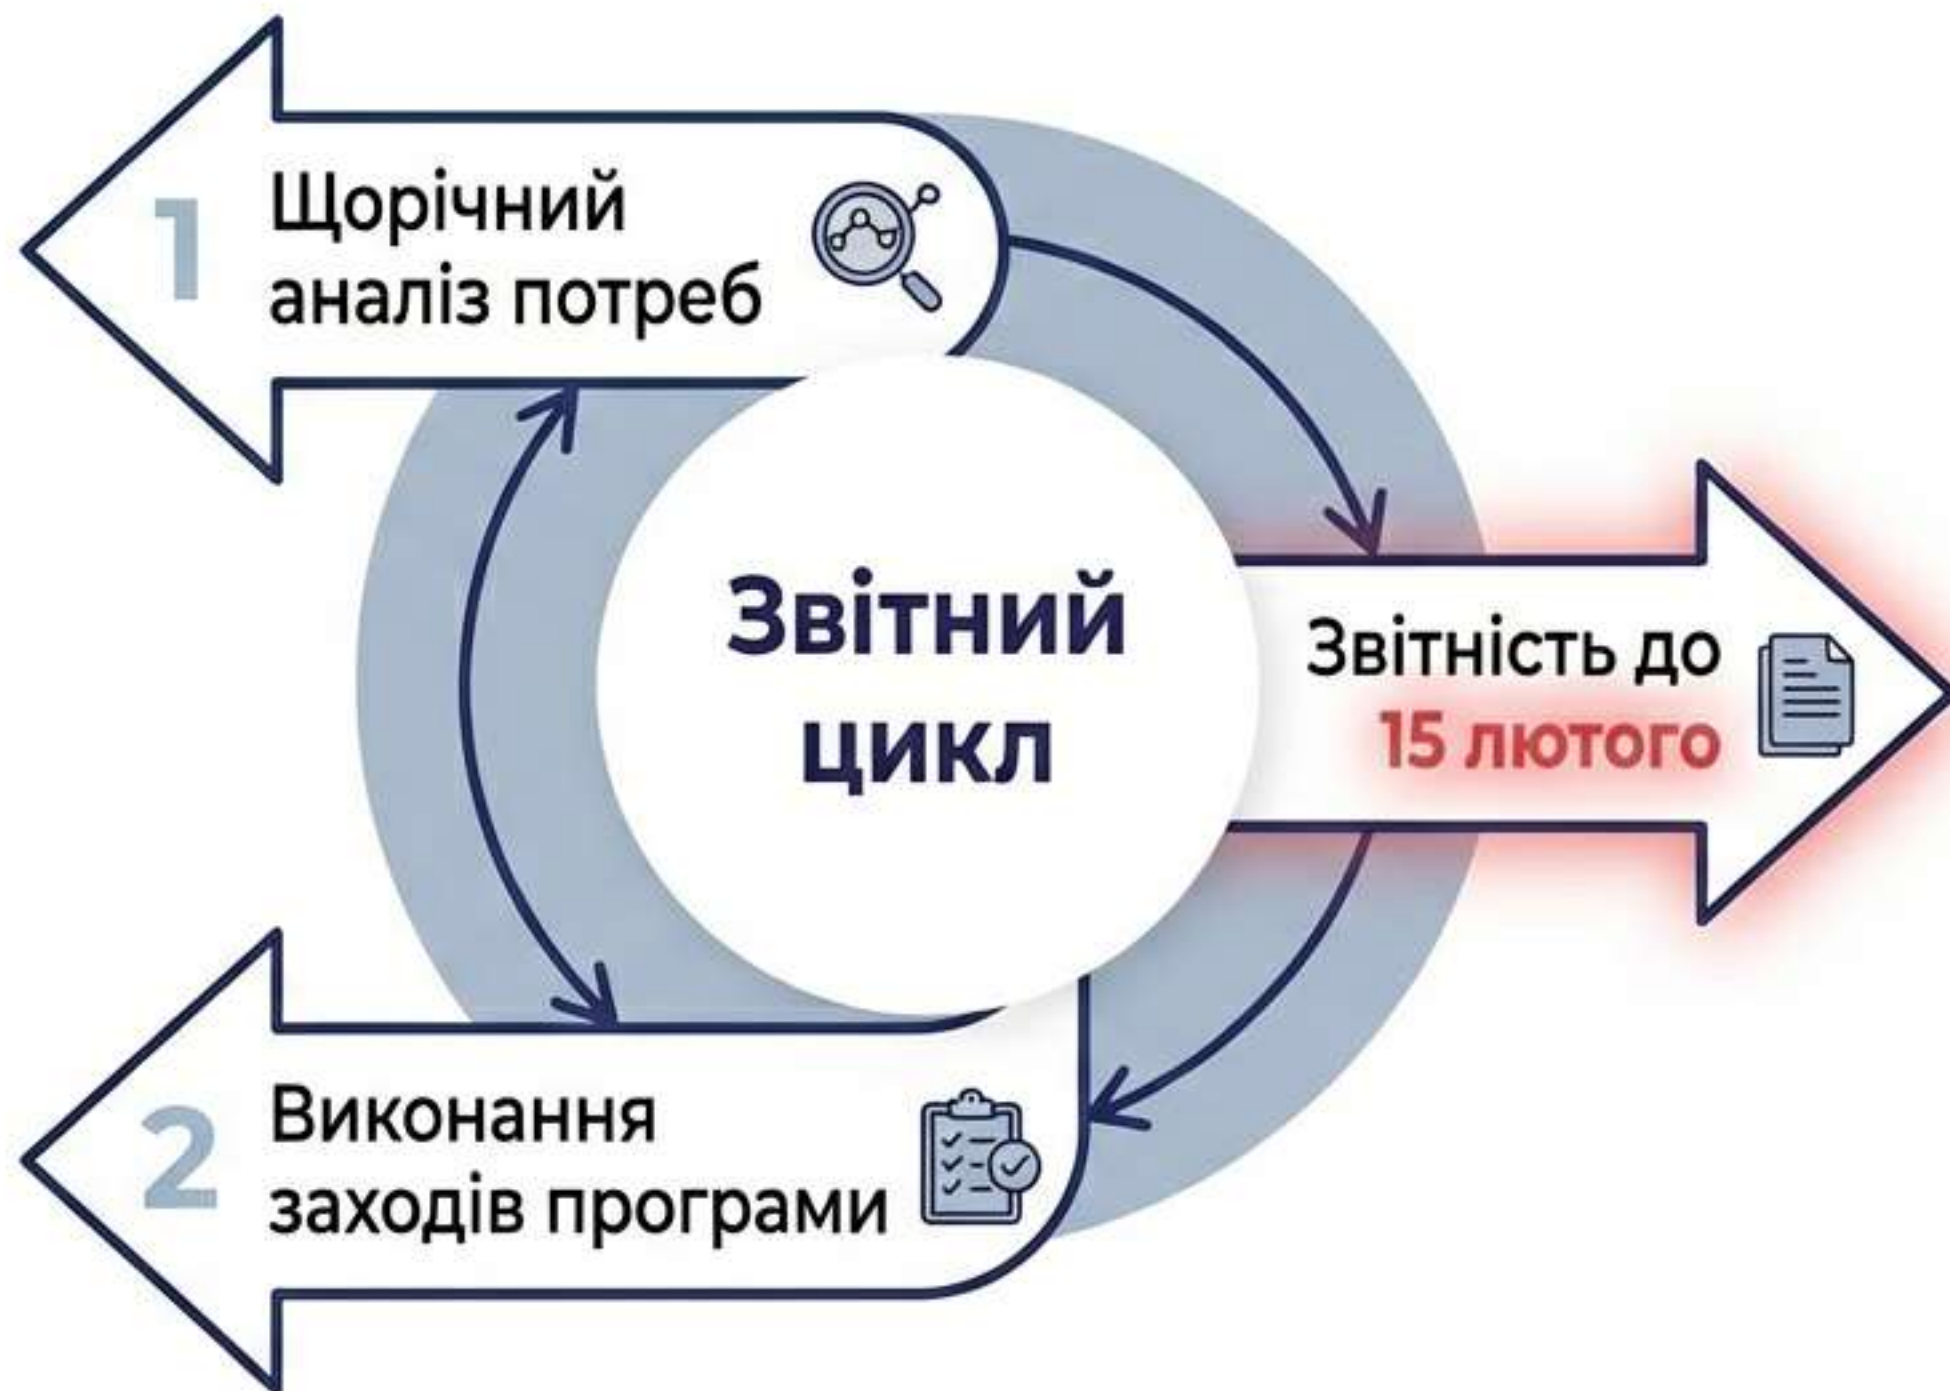 1
Щорічний
аналіз потреб
Звітний
цикл
Звітність до
15 лютого
2
Виконання
заходів програми